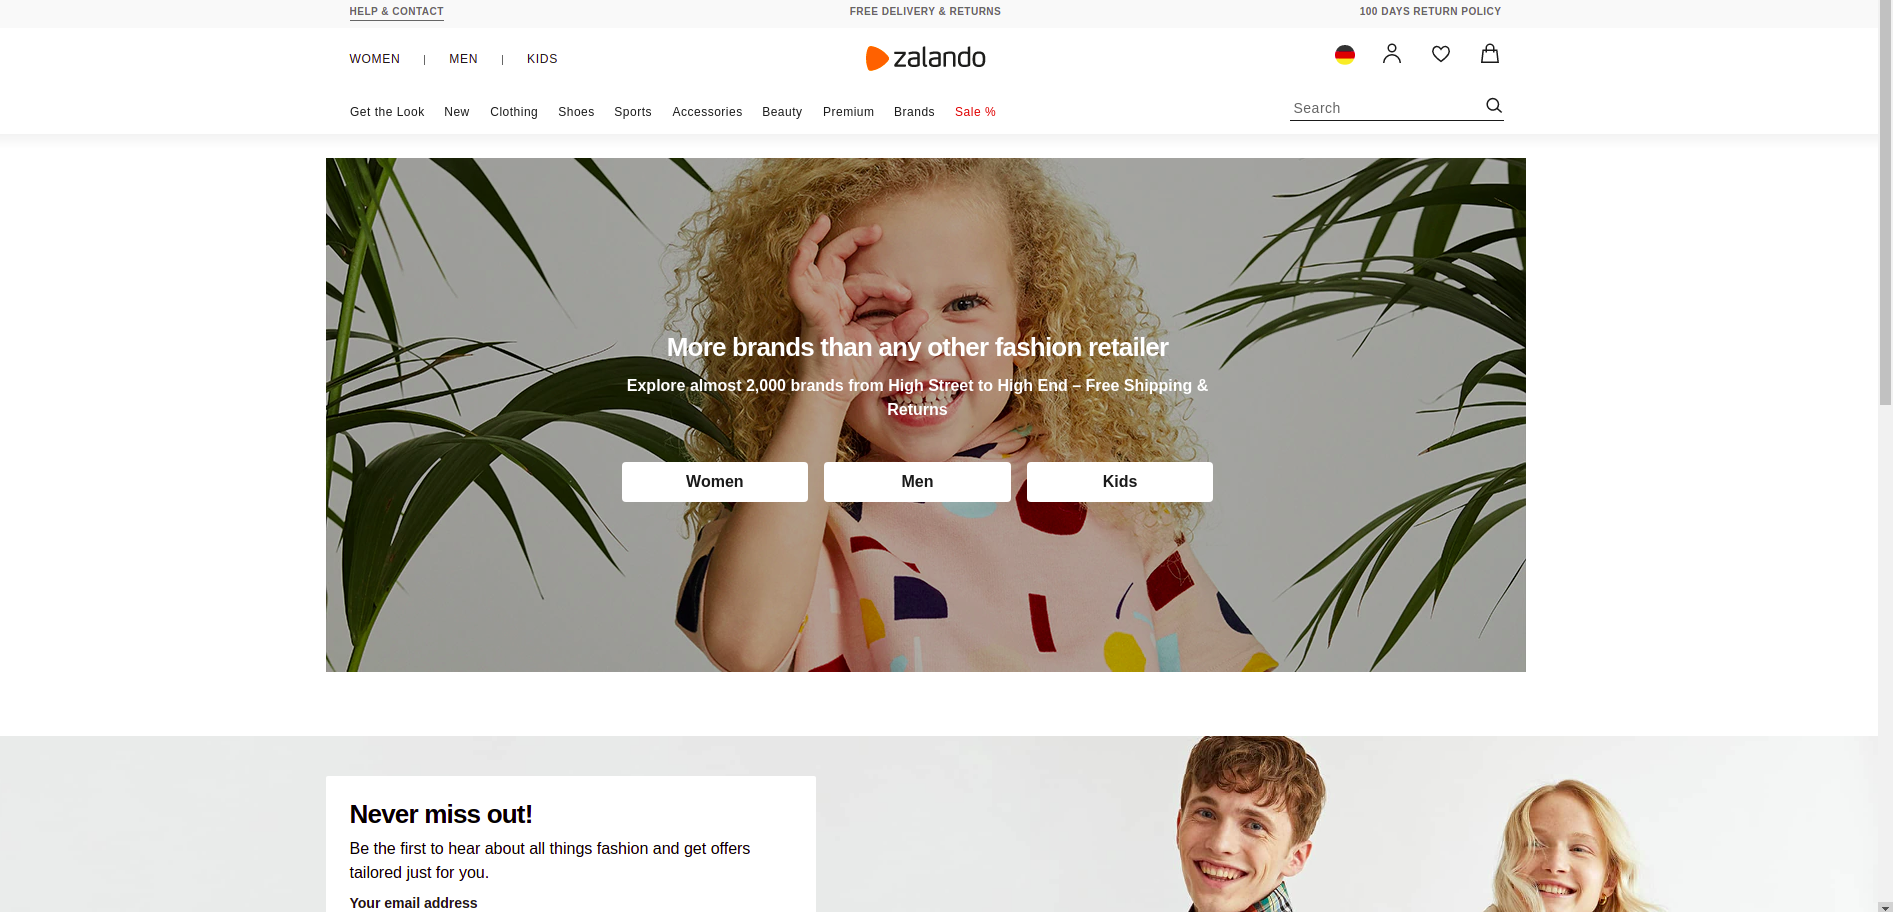 HELP & CONTACT
FREE DELIVERY & RETURNS
100 DAYS RETURN POLICY
WOMEN | MEN | KIDS
zalando
Get the Look New Clothing Shoes Sports Accessories Beauty Premium Brands Sale %
Search
More brands than any other fashion retailer
Explore almost 2,000 brands from High Street to High End – Free Shipping &
Returns
Women
Men
Kids
Never miss out!
Be the first to hear about all things fashion and get offers
tailored just for you.
Your email address